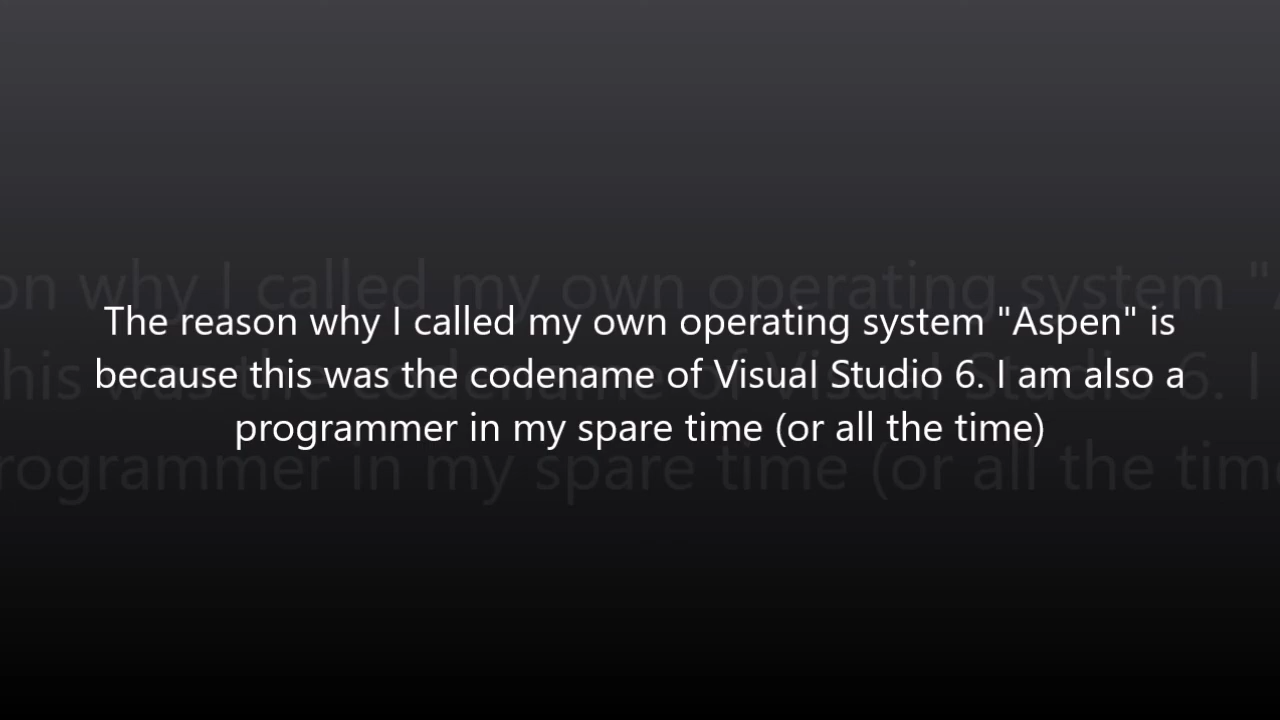 The reason why I called my own operating system "Aspen" is
because this was the codename of Visual Studio 6. I am also a
programmer in my spare time (or all the time)